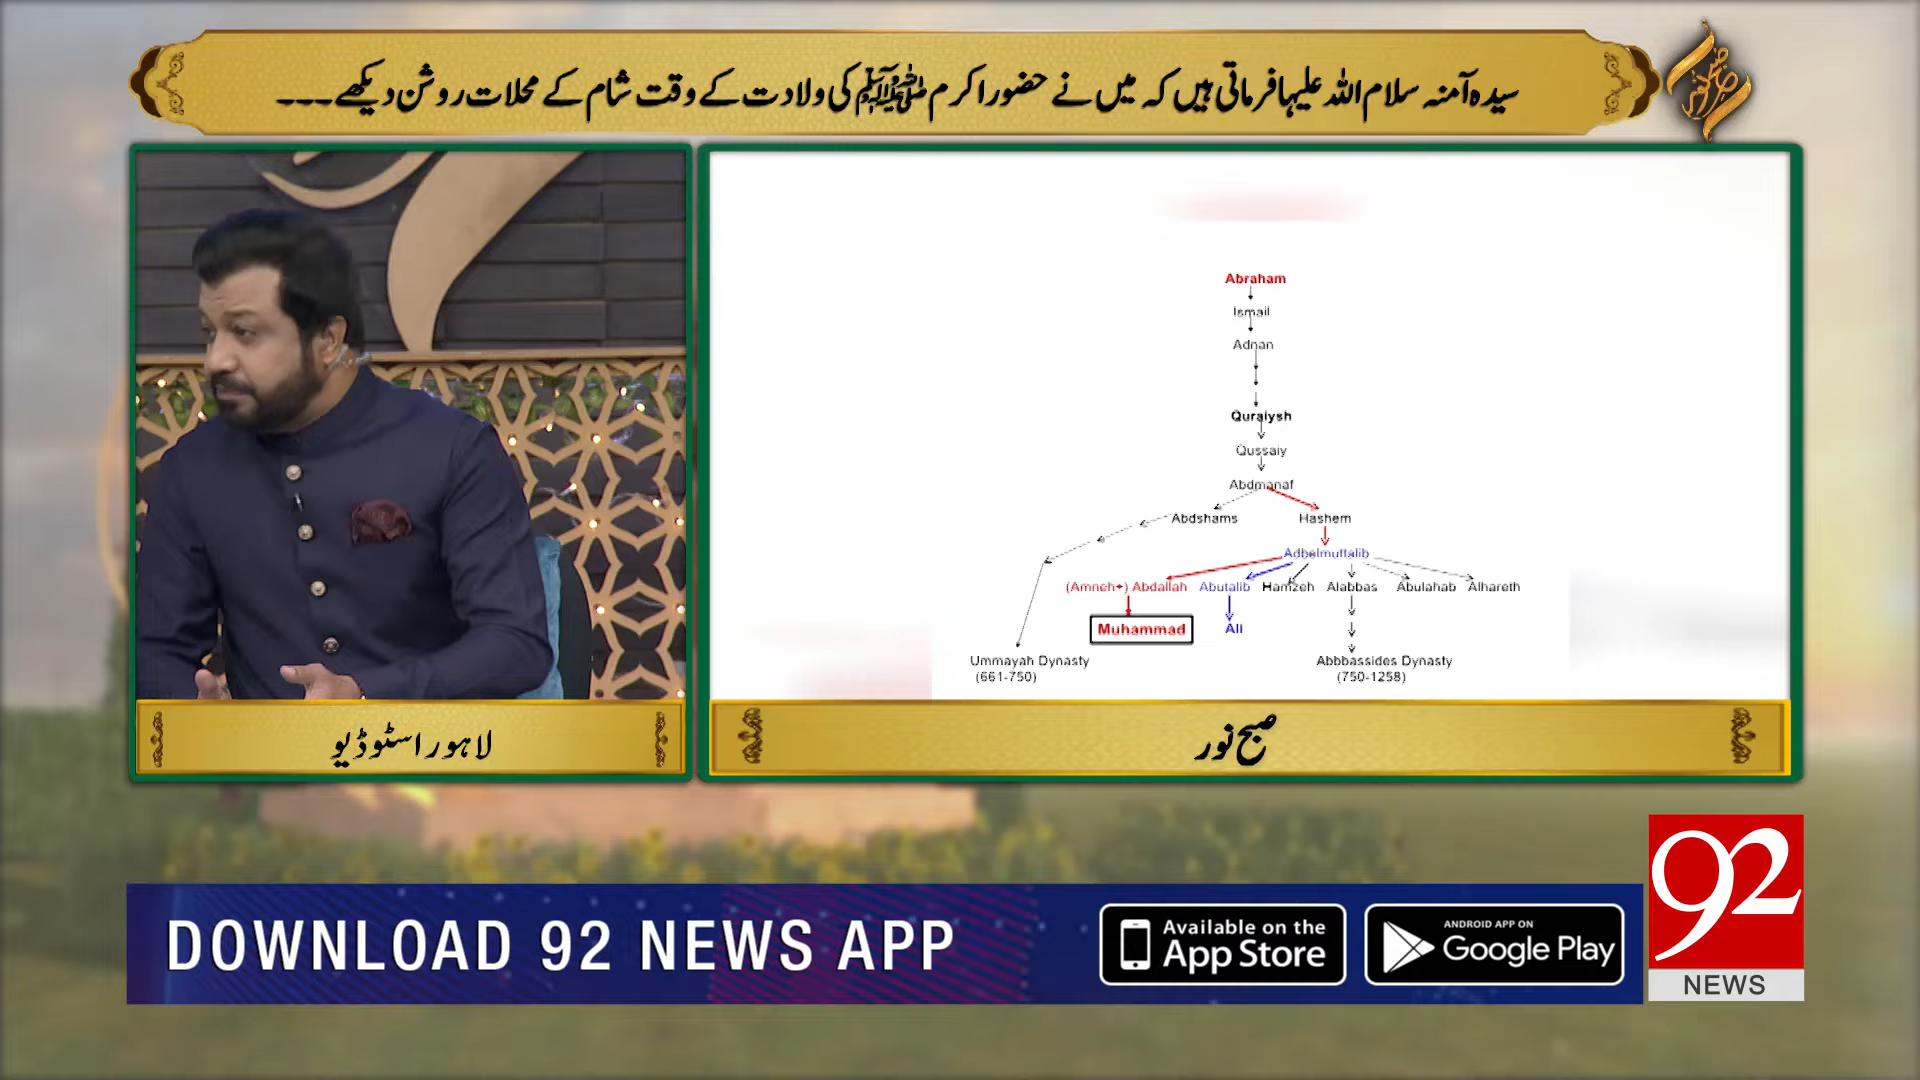 سیدہ آمنہ سلام اللہ علیہا فرماتی ہیں کہ میں نے حضور اکرم ﷺ کی ولادت کے وقت شام کے محلات روشن دیکھے۔۔۔
صبح نور
Abraham
Ismail
Adnan
Quraiysh
Qussaiy
Abdmanaf
Abdshams Hashem
Adbelmuttalib
(Amneh+) Abdallah Abutalib Hamzeh Alabbas Abulahab Alhareth
Muhammad Ali
Ummayah Dynasty Abbbassides Dynasty
(661-750) (750-1258)
لاہور اسٹوڈیو
صبح نور
DOWNLOAD 92 NEWS APP
Available on the
App Store
ANDROID APP ON
Google Play
92
NEWS